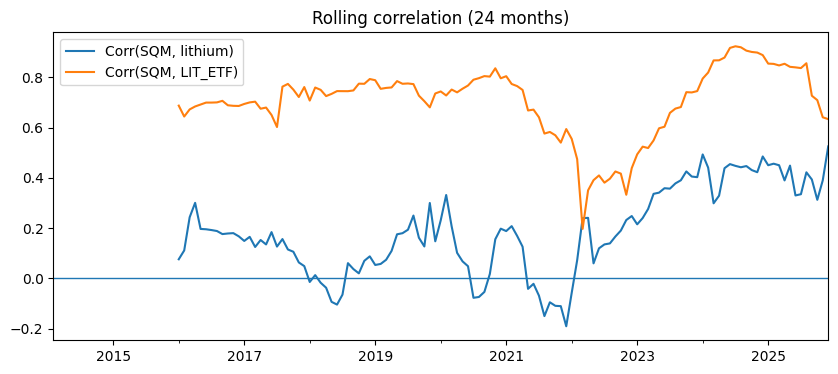 Rolling correlation (24 months)
Corr(SQM, lithium)
Corr(SQM, LIT_ETF)
0.8
0.6
0.4
0.2
0.0
−0.2
2015 2017 2019 2021 2023 2025